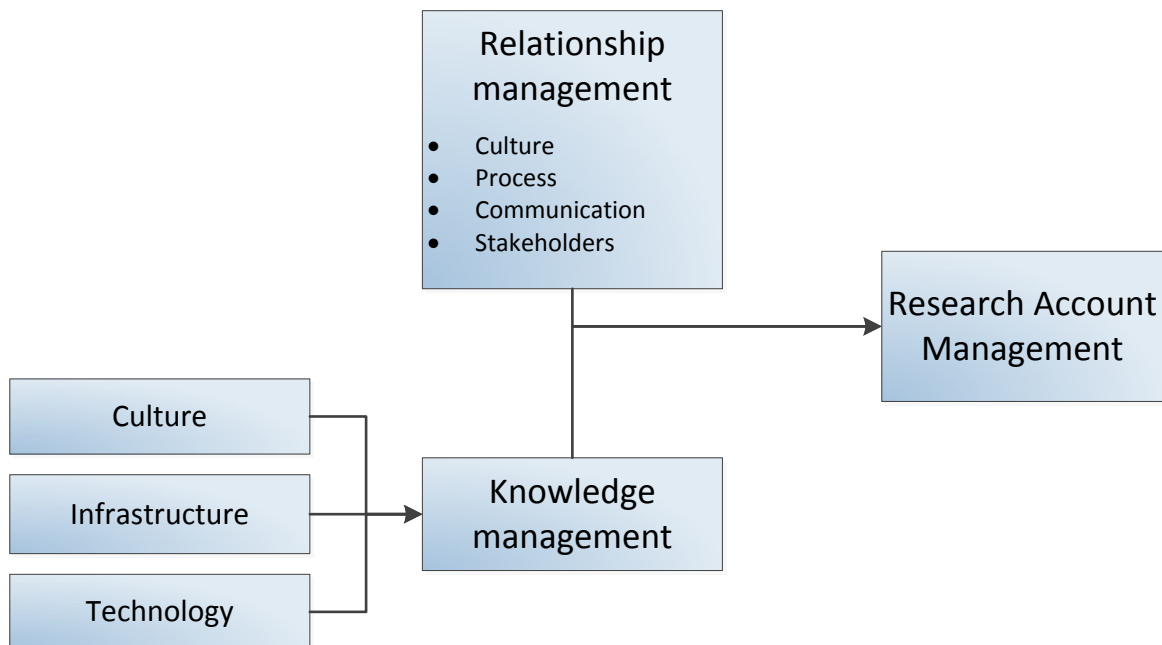 Relationship
management
• Culture
• Process
• Communication
• Stakeholders
Research Account
Management
Culture
Infrastructure
Technology
Knowledge
management